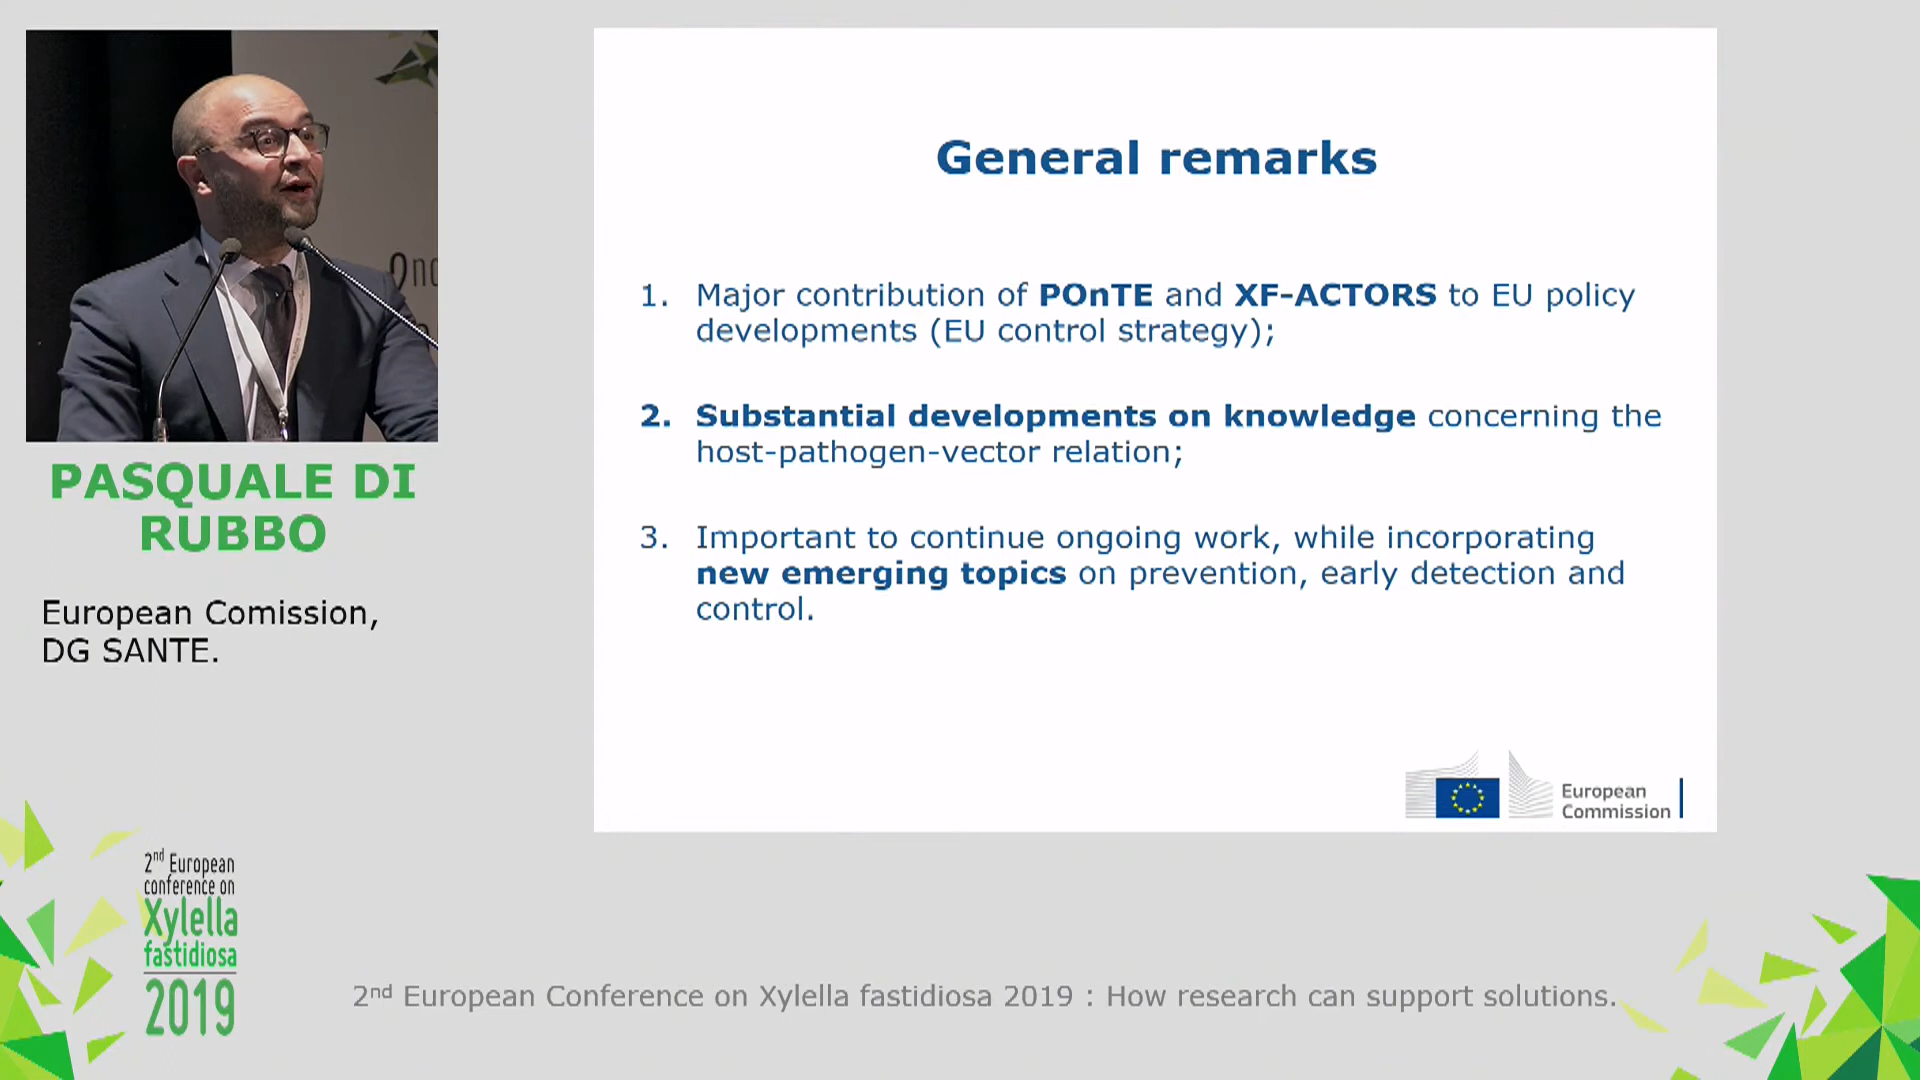 2nd
PASQUALE DI
RUBBO
European Comission,
DG SANTE.
General remarks
1. Major contribution of POnTE and XF-ACTORS to EU policy
developments (EU control strategy);
2. Substantial developments on knowledge concerning the
host-pathogen-vector relation;
3. Important to continue ongoing work, while incorporating
new emerging topics on prevention, early detection and
control.
European
Commission
2nd European
conference on
Xylella
fastidiosa
2019
2nd European Conference on Xylella fastidiosa 2019 : How research can support solutions.